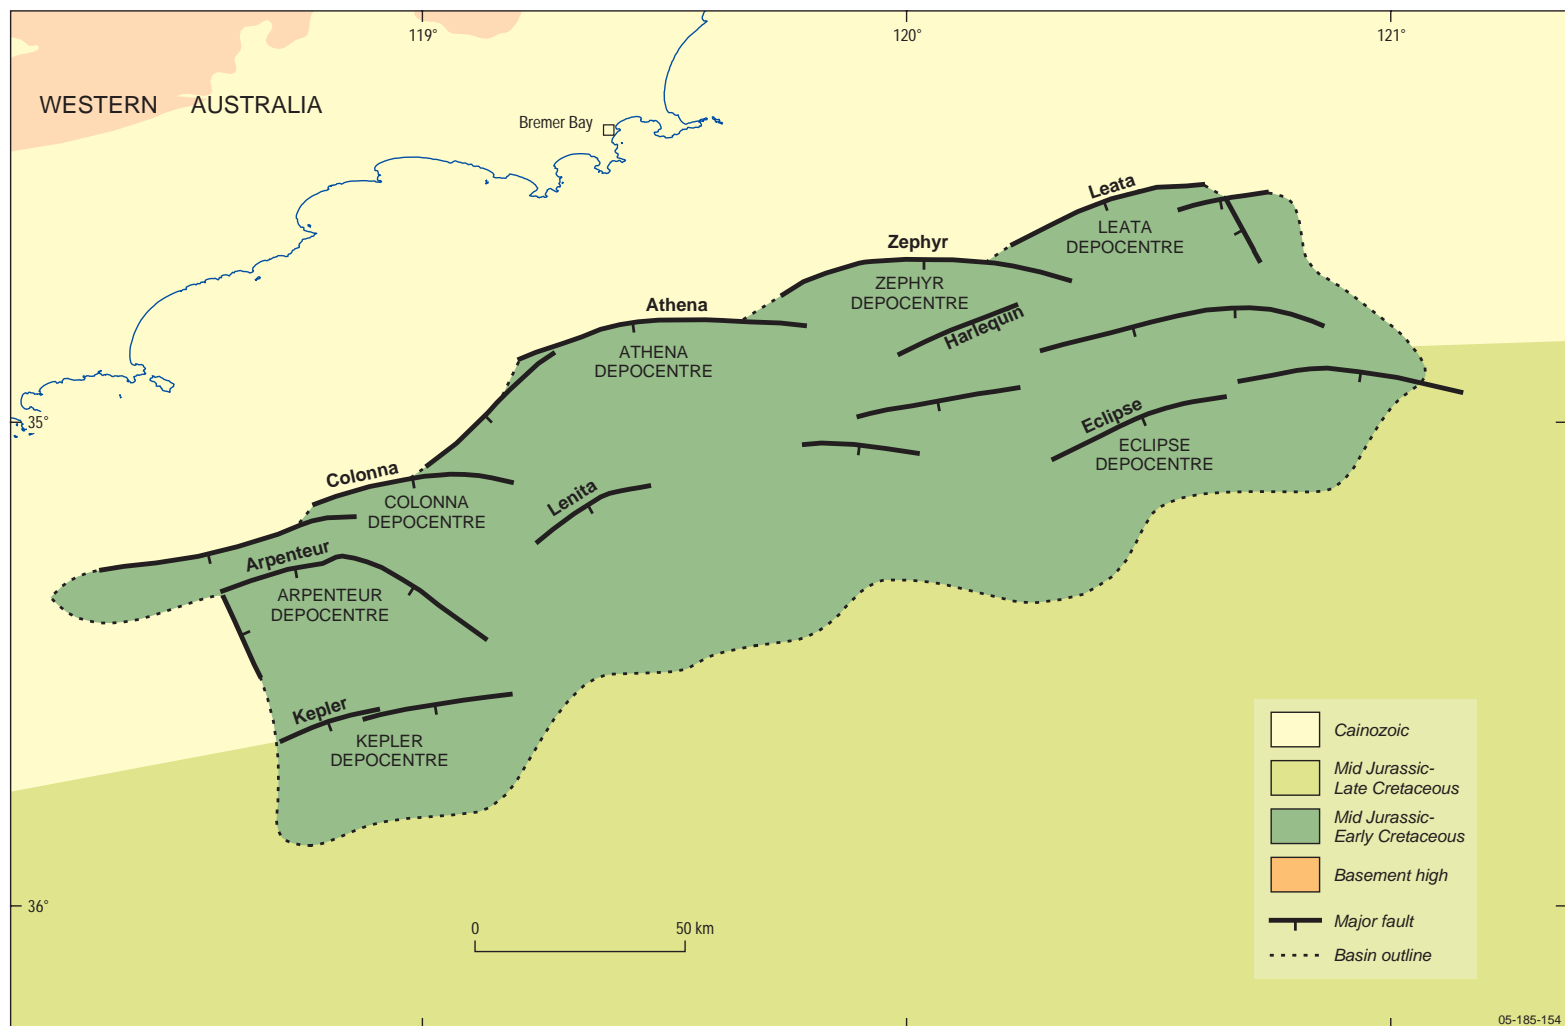 119°
120°
121°
WESTERN AUSTRALIA
Bremer Bay
Leata
LEATA
DEPOCENTRE
Zephyr
ZEPHYR
DEPOCENTRE
Athena
Harlequin
ATHENA
DEPOCENTRE
35°
Eclipse
ECLIPSE
DEPOCENTRE
Colonna
COLONNA
DEPOCENTRE
Lenita
Arpenteur
ARPENTEUR
DEPOCENTRE
Kepler
KEPLER
DEPOCENTRE
Cainozoic
Mid Jurassic-
Late Cretaceous
Mid Jurassic-
Early Cretaceous
Basement high
Major fault
Basin outline
36°
0 50 km
05-185-154